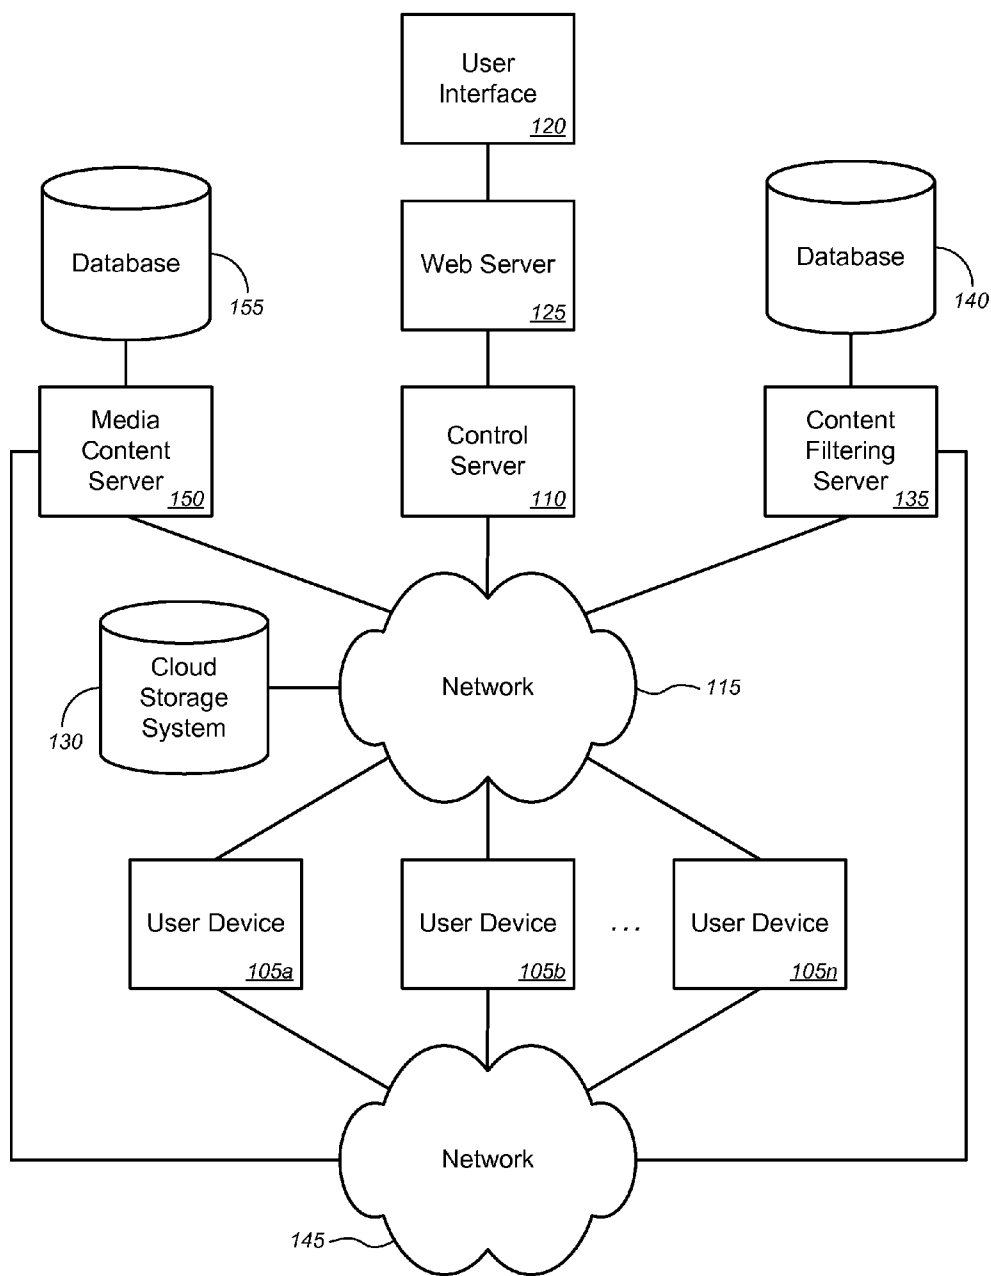 User
Interface
120
Database
155
Web Server
125
Database
140
Media
Content
Server
150
Control
Server
110
Content
Filtering
Server
135
Cloud
Storage
System
130
Network
115
User Device
105a
User Device
105b
...
User Device
105n
Network
145